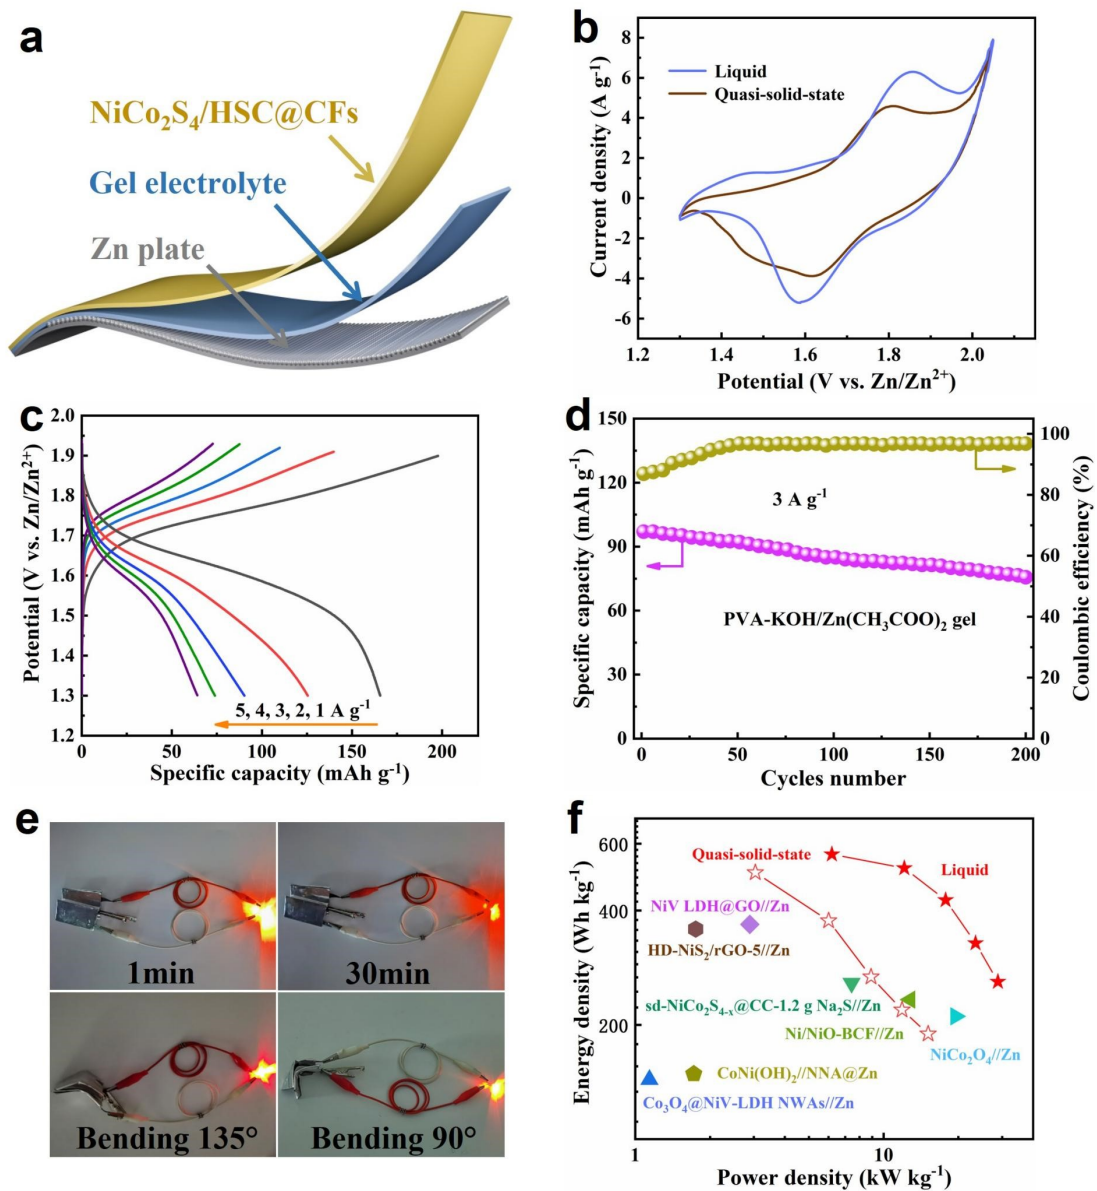 a
NiCo₂S₄/HSC@CFs
Gel electrolyte
Zn plate
b
Current density (A g⁻¹)
8
6
4
2
0
-2
-4
-6
Liquid
Quasi-solid-state
1.2 1.4 1.6 1.8 2.0
Potential (V vs. Zn/Zn²⁺)
c
Potential (V vs. Zn/Zn²⁺)
2.0
1.9
1.8
1.7
1.6
1.5
1.4
1.3
1.2
5, 4, 3, 2, 1 A g⁻¹
0 50 100 150 200
Specific capacity (mAh g⁻¹)
d
Specific capacity (mAh g⁻¹)
150
120
90
60
30
0
3 A g⁻¹
PVA-KOH/Zn(CH₃COO)₂ gel
100
80
60
40
20
0
Coulombic efficiency (%)
0 50 100 150 200
Cycles number
e
1min
30min
Bending 135°
Bending 90°
f
Energy density (Wh kg⁻¹)
600
400
200
Quasi-solid-state
Liquid
NiV LDH@GO//Zn
HD-NiS₂/rGO-5//Zn
sd-NiCo₂S₄₋ₓ@CC-1.2 g Na₂S//Zn
Ni/NiO-BCF//Zn
NiCo₂O₄//Zn
CoNi(OH)₂//NNA@Zn
Co₃O₄@NiV-LDH NWAs//Zn
1 10
Power density (kW kg⁻¹)